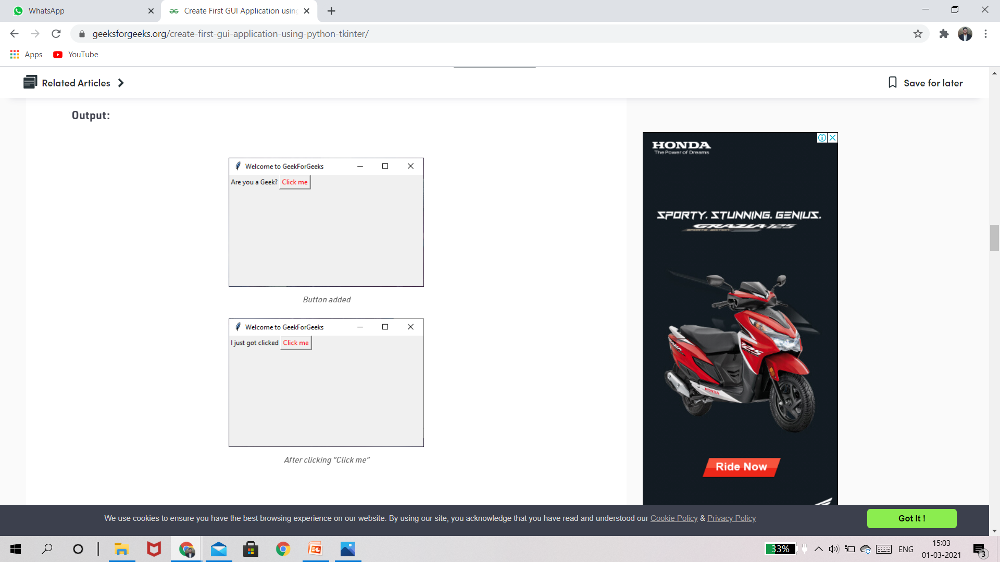 WhatsApp
Create First GUI Application using
geeksforgeeks.org/create-first-gui-application-using-python-tkinter/
Apps
YouTube
Related Articles
Save for later
Output:
Welcome to GeekForGeeks
Are you a Geek? Click me
Button added
Welcome to GeekForGeeks
I just got clicked Click me
After clicking "Click me"
HONDA
The Power of Dreams
SPORTY. STUNNING. GENIUS.
GRAZIA 125
SPORTS EDITION
125
HONDA
Ride Now
We use cookies to ensure you have the best browsing experience on our website. By using our site, you acknowledge that you have read and understood our Cookie Policy & Privacy Policy
Got It !
33%
ENG
15:03
01-03-2021
3